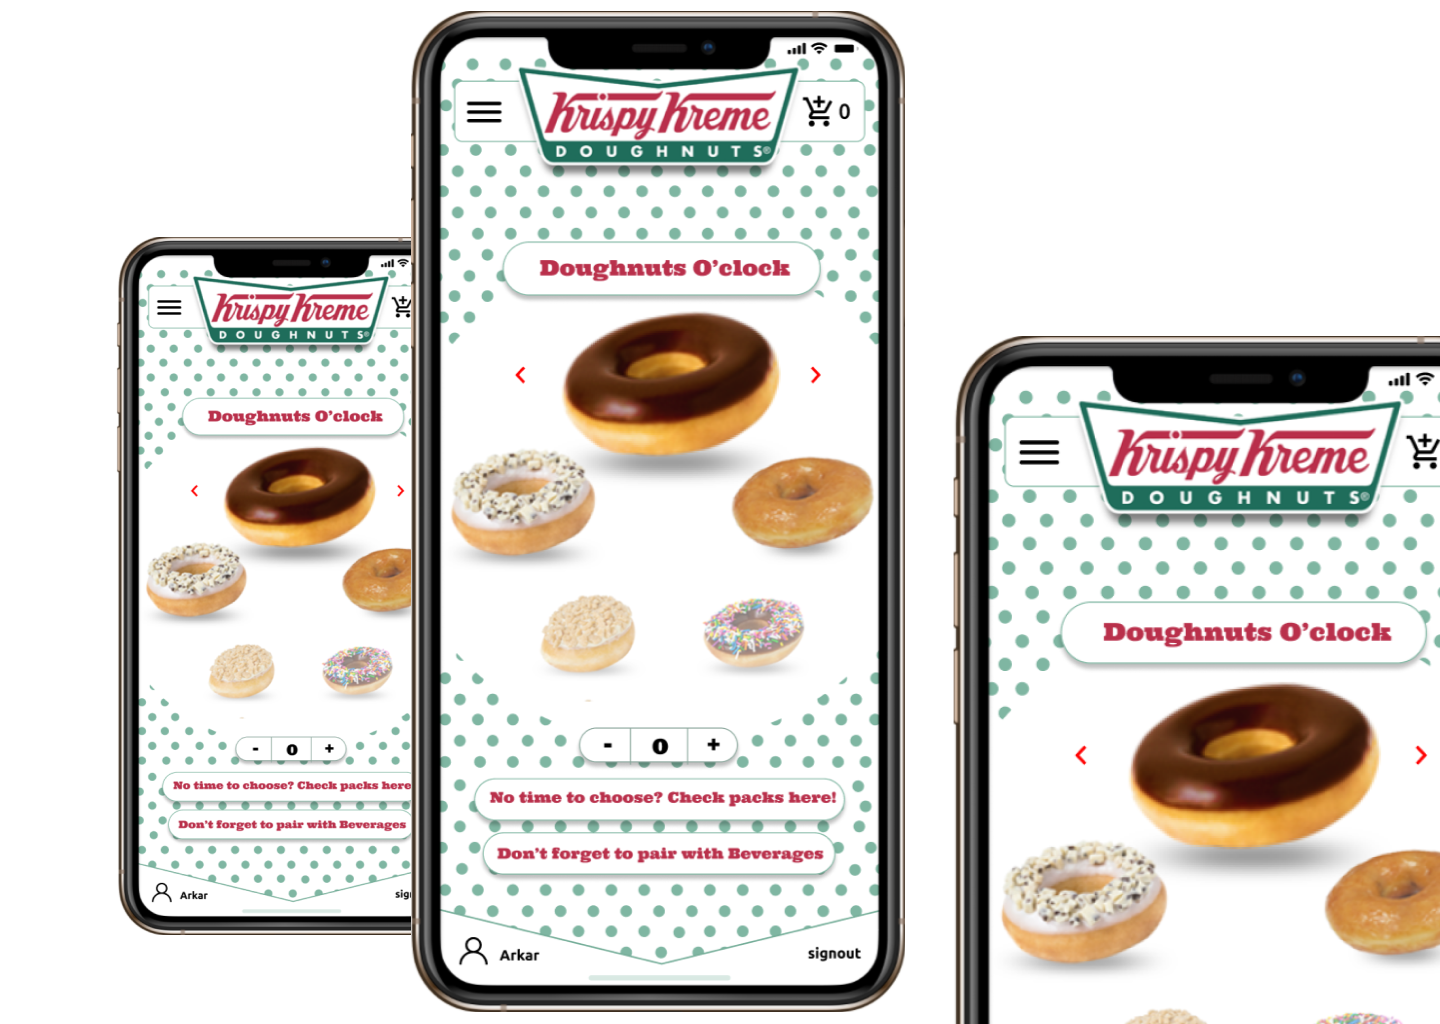 Krispy Kreme
DOUGHNUTS®
Doughnuts O'clock
- 0 +
No time to choose? Check packs here
Don't forget to pair with Beverages
Arkar
sig
Krispy Kreme
DOUGHNUTS®
0
Doughnuts O'clock
- 0 +
No time to choose? Check packs here!
Don't forget to pair with Beverages
Arkar
signout
Krispy Kreme
DOUGHNUTS®
Doughnuts O'clock